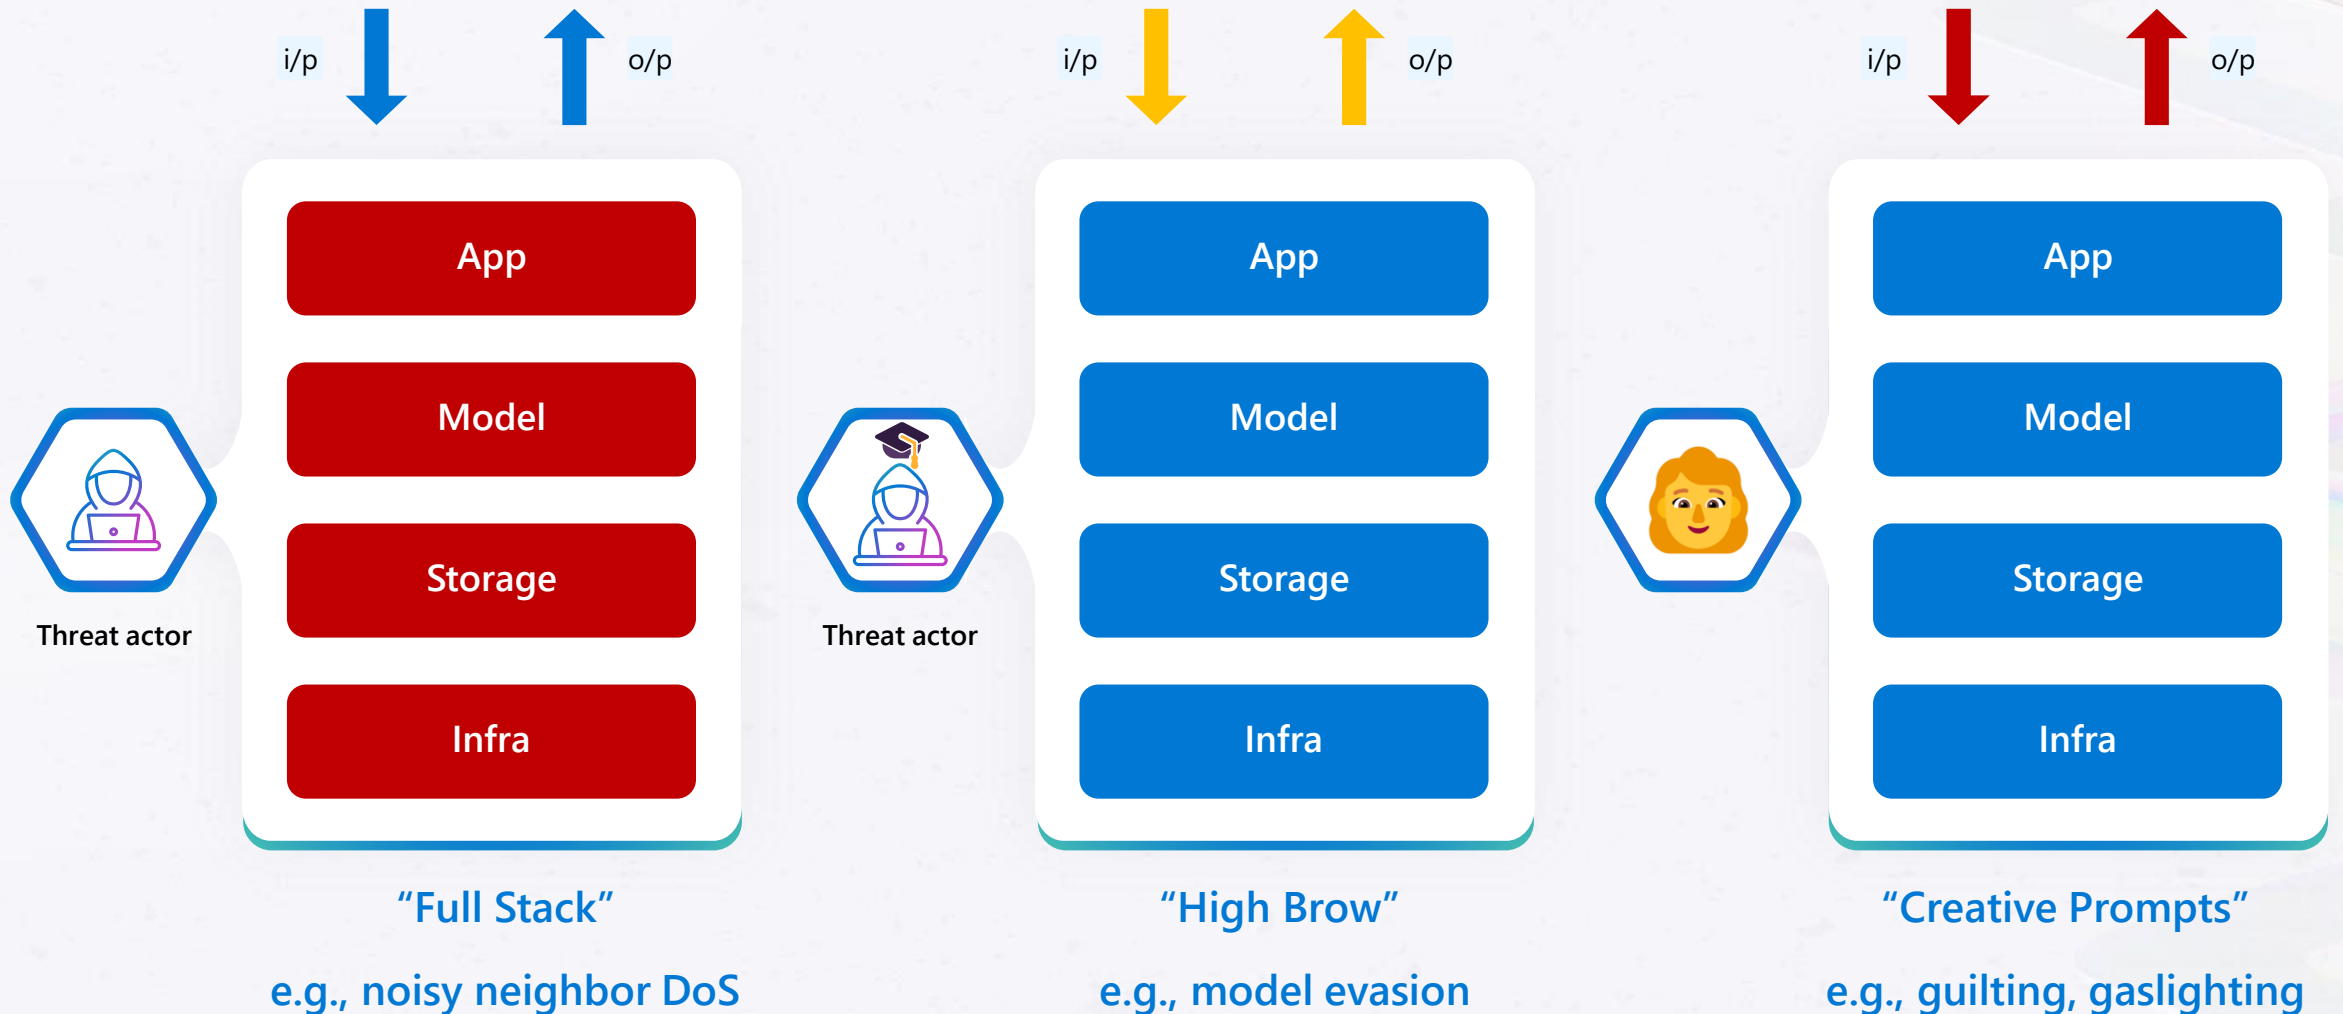 i/p
o/p
App
Model
Storage
Infra
Threat actor
“Full Stack”
e.g., noisy neighbor DoS
i/p
o/p
App
Model
Storage
Infra
Threat actor
“High Brow”
e.g., model evasion
i/p
o/p
App
Model
Storage
Infra
“Creative Prompts”
e.g., guilting, gaslighting